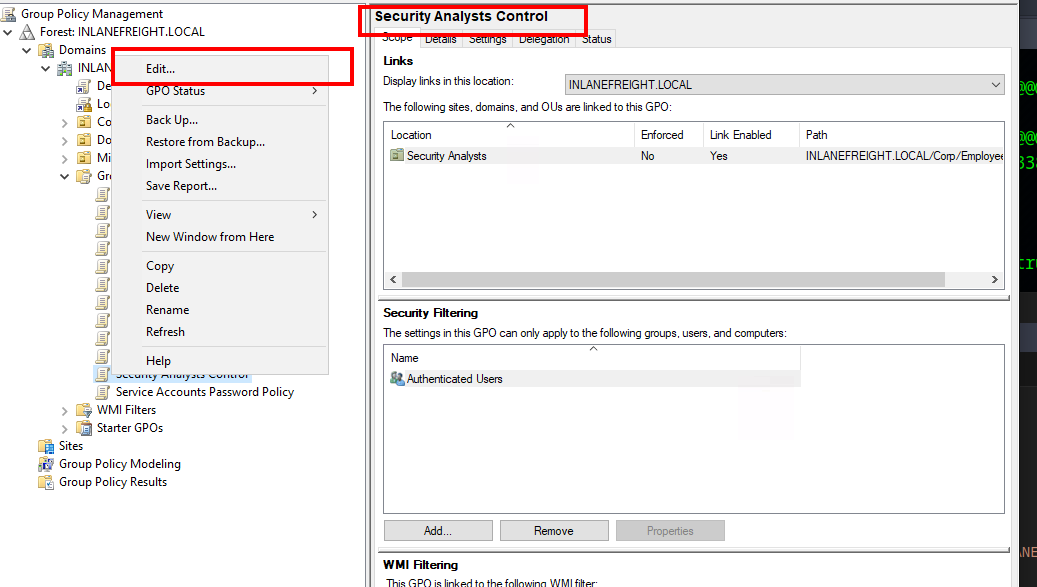 Group Policy Management
Forest: INLANEFREIGHT.LOCAL
Domains
INLAN
De
Lo
Co
Do
Mi
Gro
Edit...
GPO Status
Back Up...
Restore from Backup...
Import Settings...
Save Report...
View
New Window from Here
Copy
Delete
Rename
Refresh
Help
Security Analysts Control
Service Accounts Password Policy
WMI Filters
Starter GPOs
Sites
Group Policy Modeling
Group Policy Results
Security Analysts Control
Scope Details Settings Delegation Status
Links
Display links in this location: INLANEFREIGHT.LOCAL
The following sites, domains, and OUs are linked to this GPO:
Location Enforced Link Enabled Path
Security Analysts No Yes INLANEFREIGHT.LOCAL/Corp/Employee
Security Filtering
The settings in this GPO can only apply to the following groups, users, and computers:
Name
Authenticated Users
Add... Remove Properties
WMI Filtering
This GPO is linked to the following WMI filter: